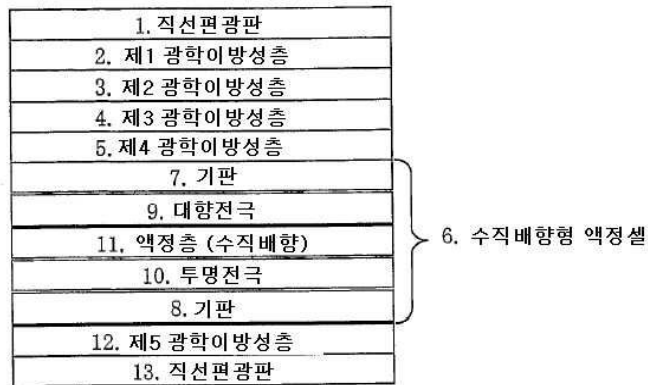 1. 직선편광판
2. 제1 광학이방성층
3. 제2 광학이방성층
4. 제3 광학이방성층
5. 제4 광학이방성층
7. 기판
9. 대향전극
6. 수직배향형 액정셀
11. 액정층 (수직배향)
10. 투명전극
8. 기판
12. 제5 광학이방성층
13. 직선편광판